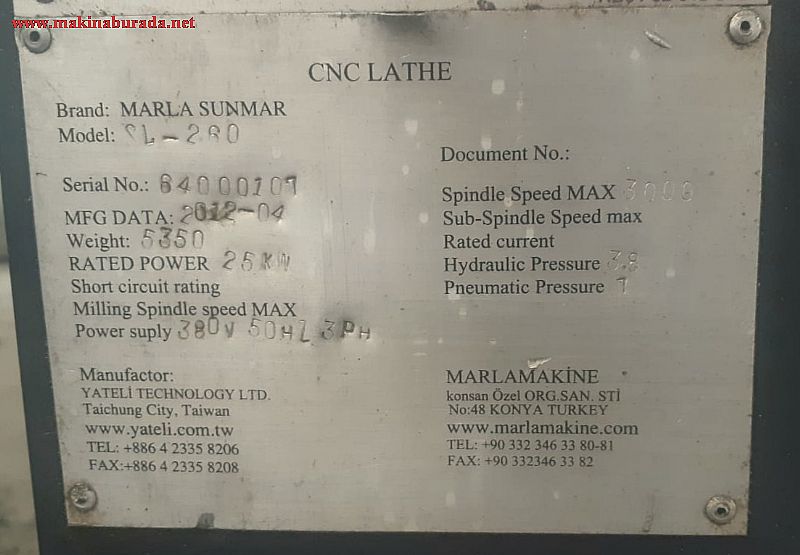 www.makinaburada.net
CNC LATHE
Brand: MARLA SUNMAR
Model: SL-260
Serial No.: 64000101
MFG DATA: 2012-04
Weight: 5350
RATED POWER 25KW
Short circuit rating
Milling Spindle speed MAX
Power suply 380V 50HZ 3PH
Document No.:
Spindle Speed MAX 3000
Sub-Spindle Speed max
Rated current
Hydraulic Pressure 3.8
Pneumatic Pressure
Manufactor:
YATELİ TECHNOLOGY LTD.
Taichung City, Taiwan
www.yateli.com.tw
TEL: +886 4 2335 8206
FAX:+886 4 2335 8208
MARLAMAKİNE
konsan Özel ORG.SAN. STİ
No:48 KONYA TURKEY
www.marlamakine.com
TEL: +90 332 346 33 80-81
FAX: +90 332346 33 82